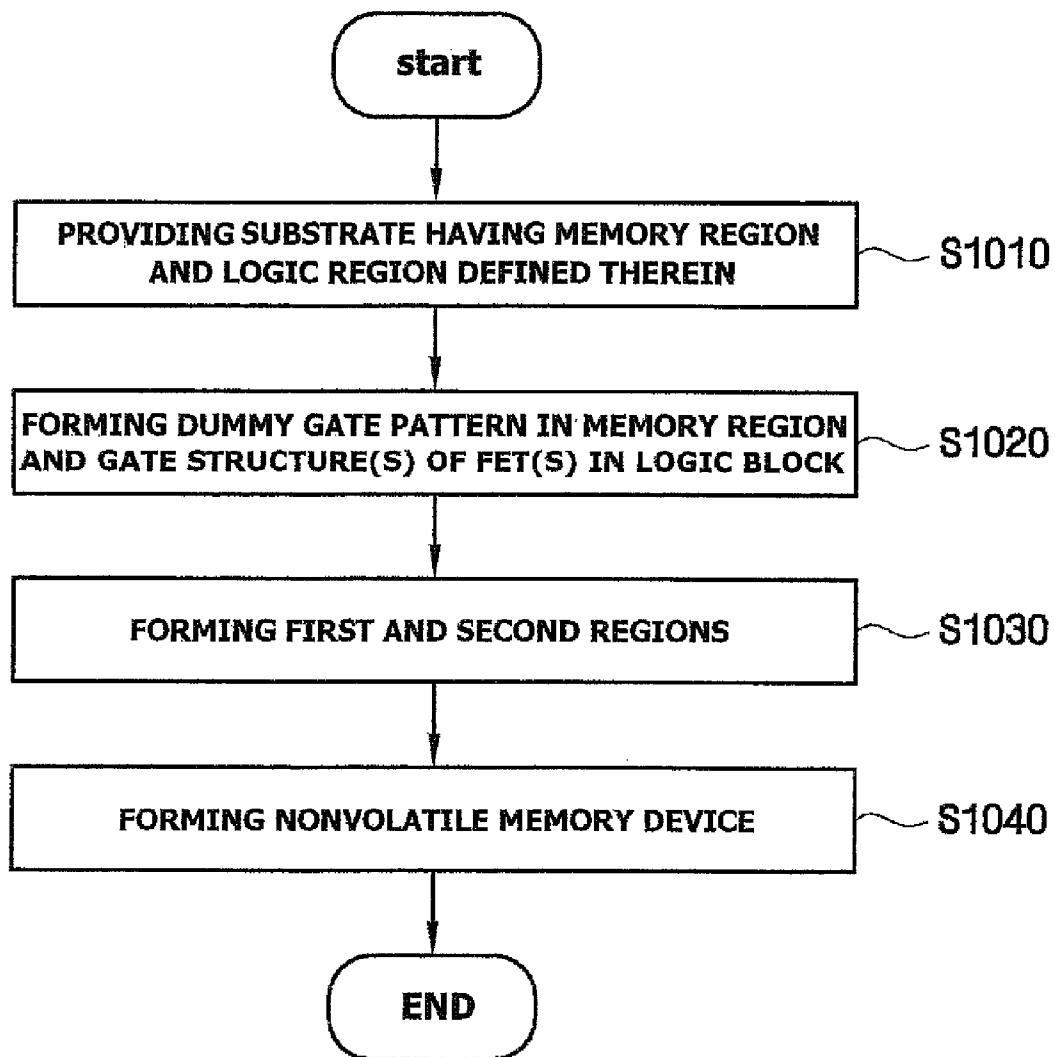 start
PROVIDING SUBSTRATE HAVING MEMORY REGION
AND LOGIC REGION DEFINED THEREIN
S1010
FORMING DUMMY GATE PATTERN IN MEMORY REGION
AND GATE STRUCTURE(S) OF FET(S) IN LOGIC BLOCK
S1020
FORMING FIRST AND SECOND REGIONS
S1030
FORMING NONVOLATILE MEMORY DEVICE
S1040
END